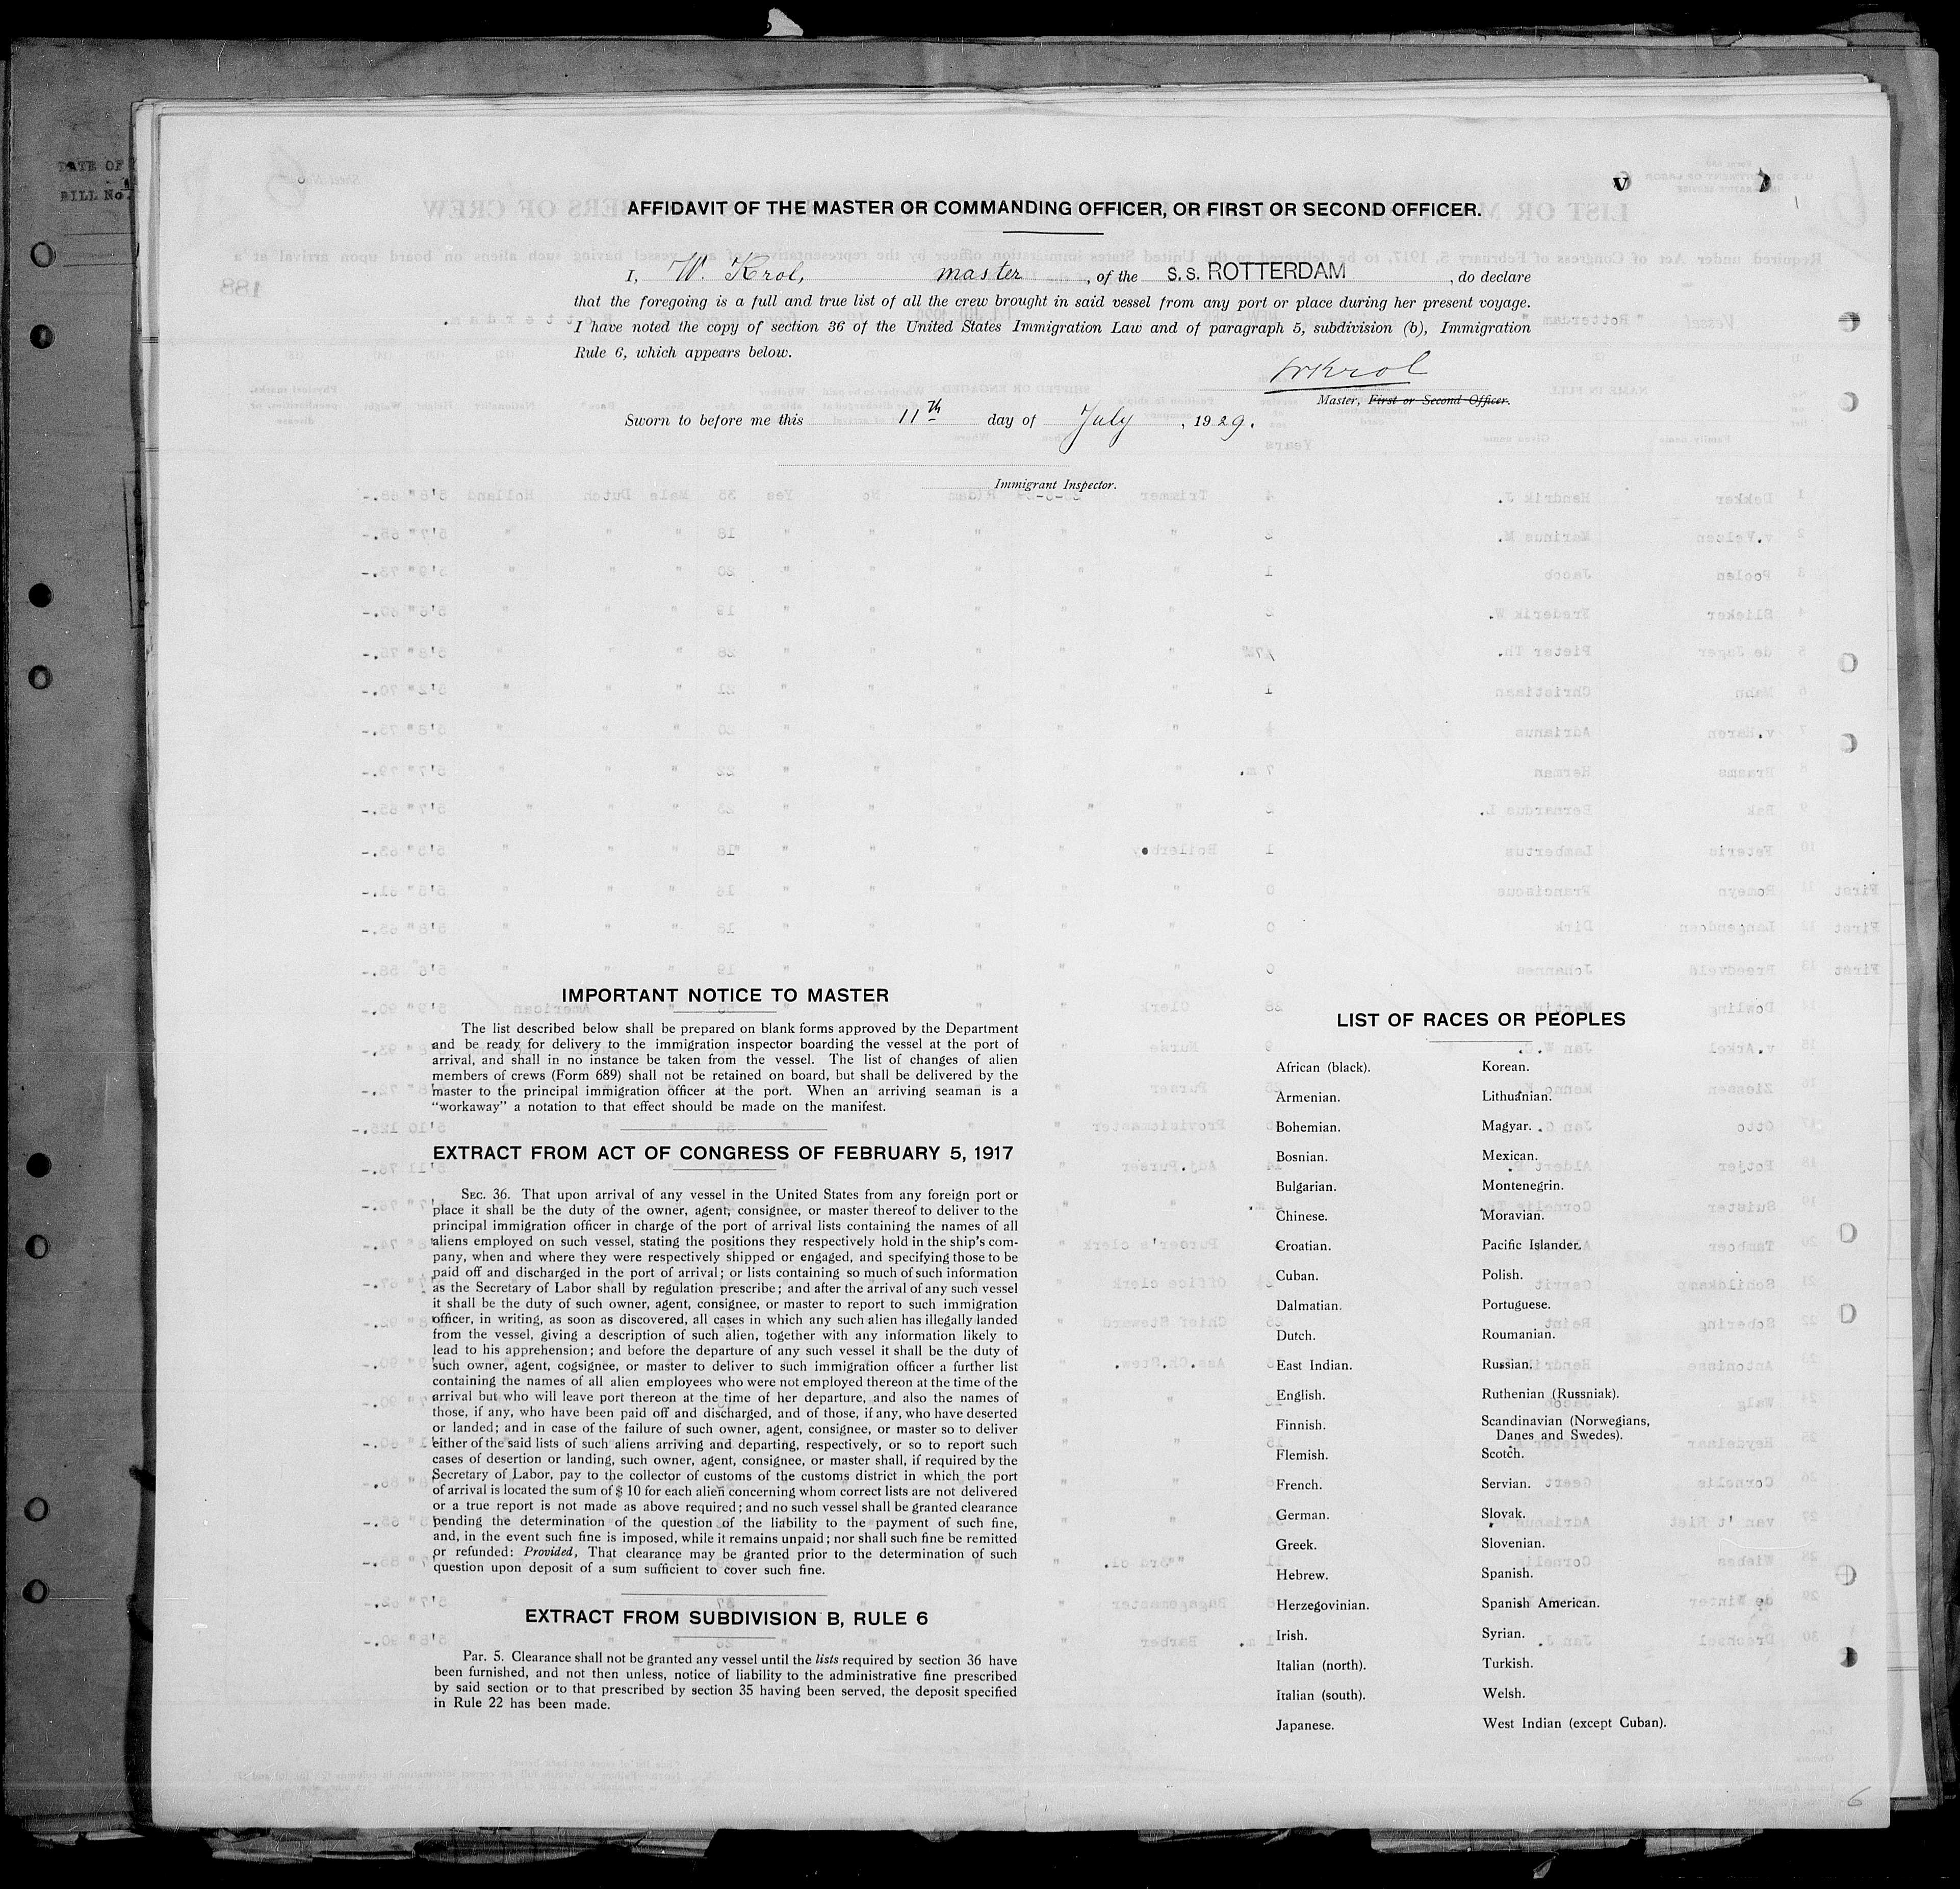 DATE OF
BILL No.
V
AFFIDAVIT OF THE MASTER OR COMMANDING OFFICER, OR FIRST OR SECOND OFFICER.
I, W. Krol, master, of the S.S. ROTTERDAM, do declare
that the foregoing is a full and true list of all the crew brought in said vessel from any port or place during her present voyage.
I have noted the copy of section 36 of the United States Immigration Law and of paragraph 5, subdivision (b), Immigration
Rule 6, which appears below.
WKrol
Master, First or Second Officer.
Sworn to before me this 11th day of July, 1929.
Immigrant Inspector.
IMPORTANT NOTICE TO MASTER
The list described below shall be prepared on blank forms approved by the Department
and be ready for delivery to the immigration inspector boarding the vessel at the port of
arrival, and shall in no instance be taken from the vessel. The list of changes of alien
members of crews (Form 689) shall not be retained on board, but shall be delivered by the
master to the principal immigration officer at the port. When an arriving seaman is a
"workaway" a notation to that effect should be made on the manifest.
EXTRACT FROM ACT OF CONGRESS OF FEBRUARY 5, 1917
SEC. 36. That upon arrival of any vessel in the United States from any foreign port or
place it shall be the duty of the owner, agent, consignee, or master thereof to deliver to the
principal immigration officer in charge of the port of arrival lists containing the names of all
aliens employed on such vessel, stating the positions they respectively hold in the ship's com-
pany, when and where they were respectively shipped or engaged, and specifying those to be
paid off and discharged in the port of arrival; or lists containing so much of such information
as the Secretary of Labor shall by regulation prescribe; and after the arrival of any such vessel
it shall be the duty of such owner, agent, consignee, or master to report to such immigration
officer, in writing, as soon as discovered, all cases in which any such alien has illegally landed
from the vessel, giving a description of such alien, together with any information likely to
lead to his apprehension; and before the departure of any such vessel it shall be the duty of
such owner, agent, cogsignee, or master to deliver to such immigration officer a further list
containing the names of all alien employees who were not employed thereon at the time of the
arrival but who will leave port thereon at the time of her departure, and also the names of
those, if any, who have been paid off and discharged, and of those, if any, who have deserted
or landed; and in case of the failure of such owner, agent, consignee, or master so to deliver
either of the said lists of such aliens arriving and departing, respectively, or so to report such
cases of desertion or landing, such owner, agent, consignee, or master shall, if required by the
Secretary of Labor, pay to the collector of customs of the customs district in which the port
of arrival is located the sum of $ 10 for each alien concerning whom correct lists are not delivered
or a true report is not made as above required; and no such vessel shall be granted clearance
pending the determination of the question of the liability to the payment of such fine,
and, in the event such fine is imposed, while it remains unpaid; nor shall such fine be remitted
or refunded: Provided, That clearance may be granted prior to the determination of such
question upon deposit of a sum sufficient to cover such fine.
EXTRACT FROM SUBDIVISION B, RULE 6
Par. 5. Clearance shall not be granted any vessel until the lists required by section 36 have
been furnished, and not then unless, notice of liability to the administrative fine prescribed
by said section or to that prescribed by section 35 having been served, the deposit specified
in Rule 22 has been made.
LIST OF RACES OR PEOPLES
African (black).
Armenian.
Bohemian.
Bosnian.
Bulgarian.
Chinese.
Croatian.
Cuban.
Dalmatian.
Dutch.
East Indian.
English.
Finnish.
Flemish.
French.
German.
Greek.
Hebrew.
Herzegovinian.
Irish.
Italian (north).
Italian (south).
Japanese.
Korean.
Lithuanian.
Magyar.
Mexican.
Montenegrin.
Moravian.
Pacific Islander.
Polish.
Portuguese.
Roumanian.
Russian.
Ruthenian (Russniak).
Scandinavian (Norwegians,
Danes and Swedes).
Scotch.
Servian.
Slovak.
Slovenian.
Spanish.
Spanish American.
Syrian.
Turkish.
Welsh.
West Indian (except Cuban).
6